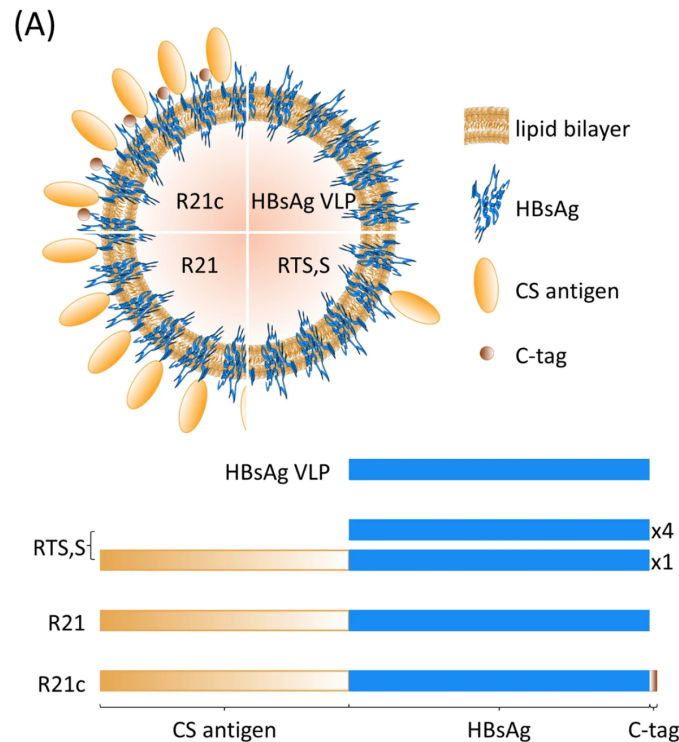 (A)
R21c HBsAg VLP
R21 RTS,S
lipid bilayer
HBsAg
CS antigen
C-tag
HBsAg VLP
RTS,S
x4
x1
R21
R21c
CS antigen HBsAg C-tag